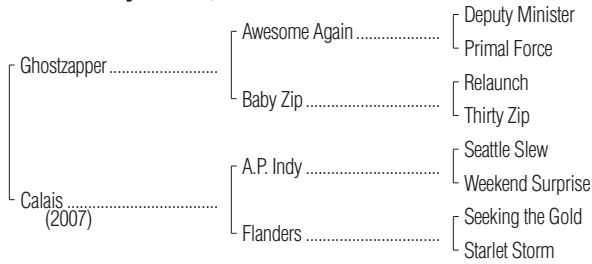 Deputy Minister
Awesome Again
Primal Force
Ghostzapper
Relaunch
Baby Zip
Thirty Zip
Seattle Slew
A.P. Indy
Weekend Surprise
Calais
(2007)
Seeking the Gold
Flanders
Starlet Storm